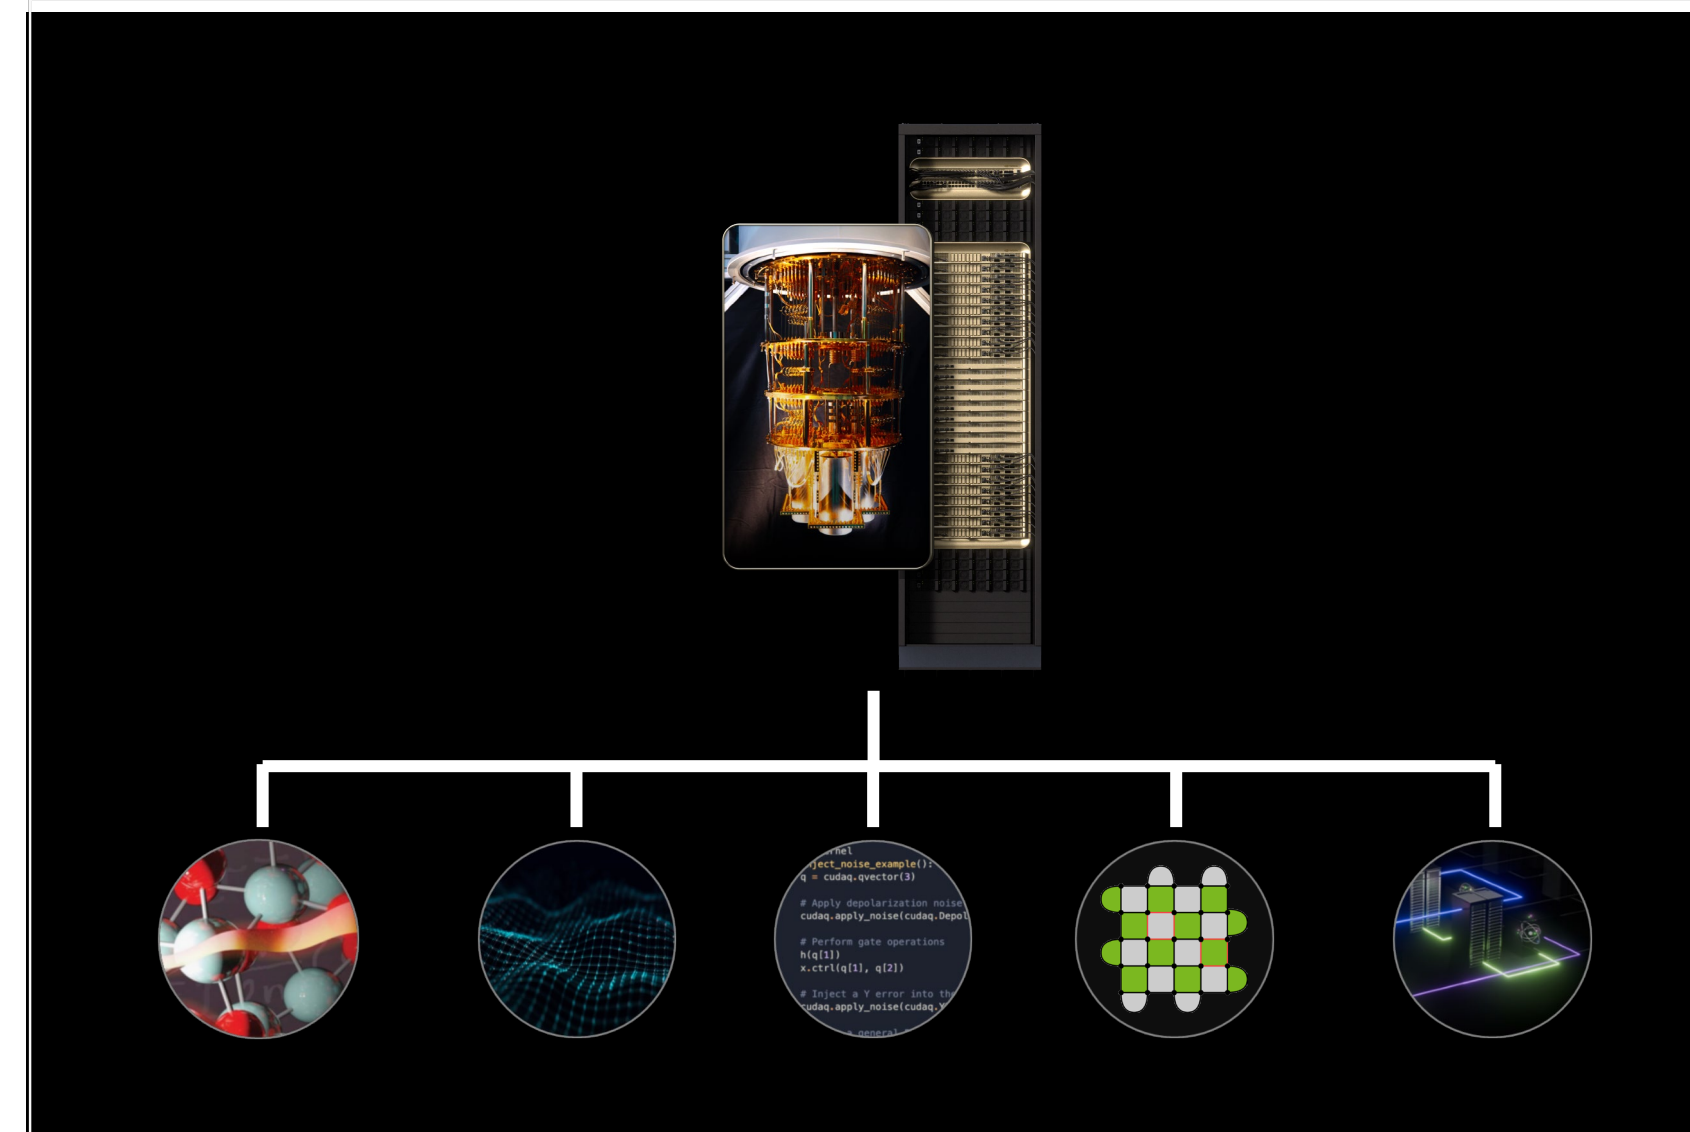 ject_noise_example():
q = cudaq.qvector(3)
# Apply depolarization noise
cudaq.apply_noise(cudaq.Depol
# Perform gate operations
h(q[1])
x.ctrl(q[1], q[2])
# Inject a Y error into the
cudaq.apply_noise(cudaq.Y
a general